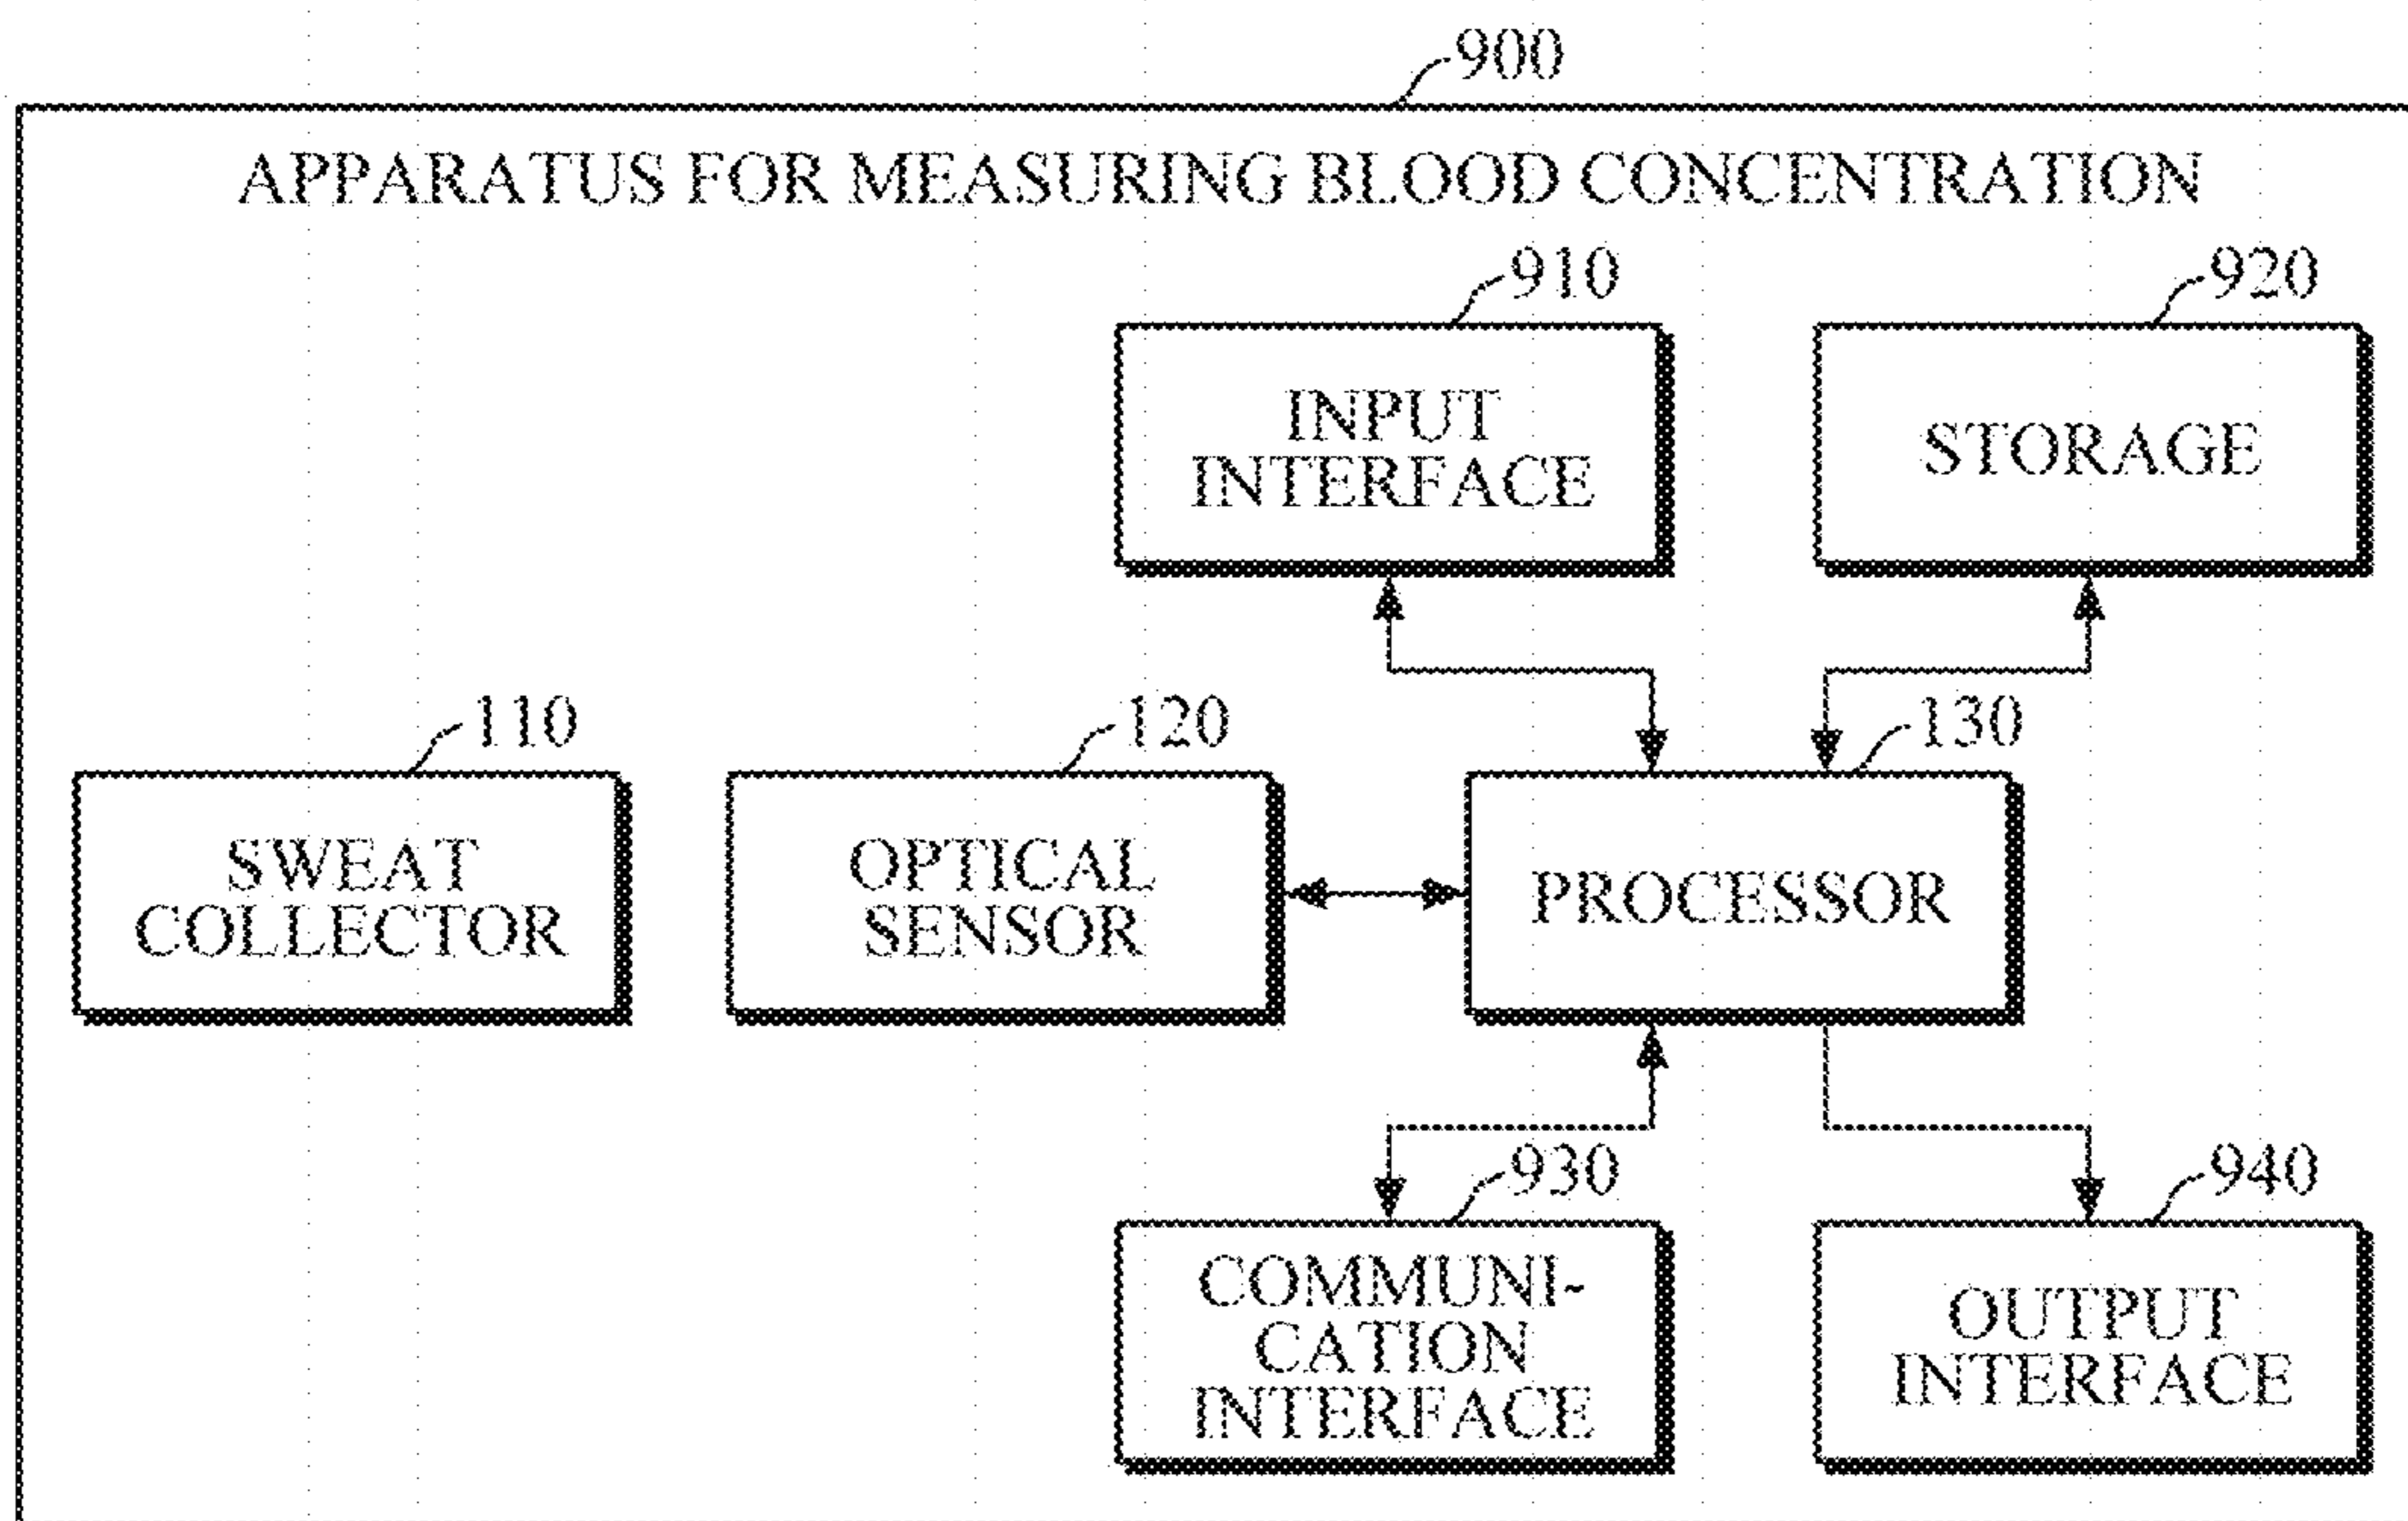 900
APPARATUS FOR MEASURING BLOOD CONCENTRATION
910
920
INPUT
INTERFACE
STORAGE
110
120
130
SWEAT
COLLECTOR
OPTICAL
SENSOR
PROCESSOR
930
940
COMMUNI-
CATION
INTERFACE
OUTPUT
INTERFACE